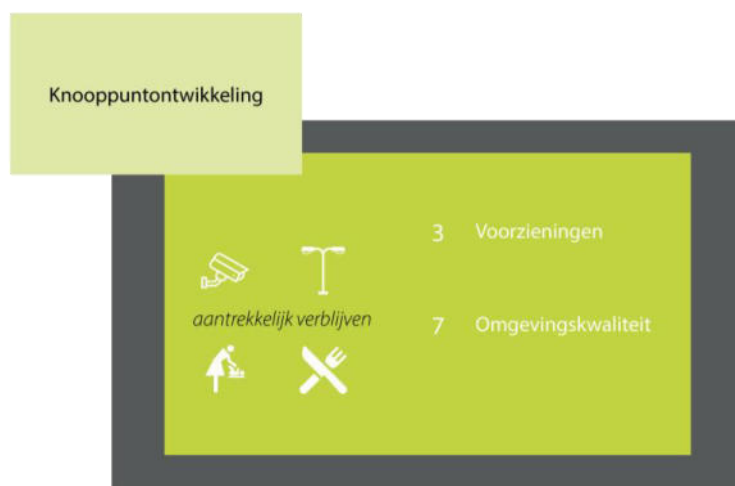 Knooppuntontwikkeling
3 Voorzieningen
aantrekkelijk verblijven
7 Omgevingskwaliteit